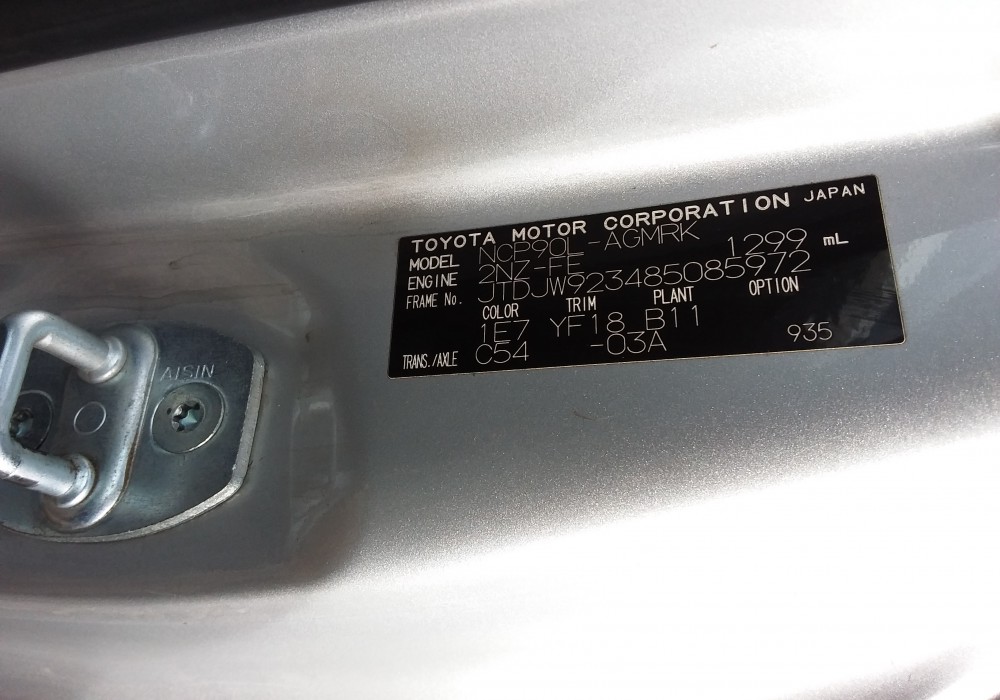 TOYOTA MOTOR CORPORATION JAPAN
MODEL NCP90L-AGMRK
ENGINE 2NZ-FE 1299 mL
FRAME No. JTDJW923485085972
COLOR TRIM PLANT OPTION
1E7 YF18 B11
TRANS./AXLE C54 -03A 935
AISIN